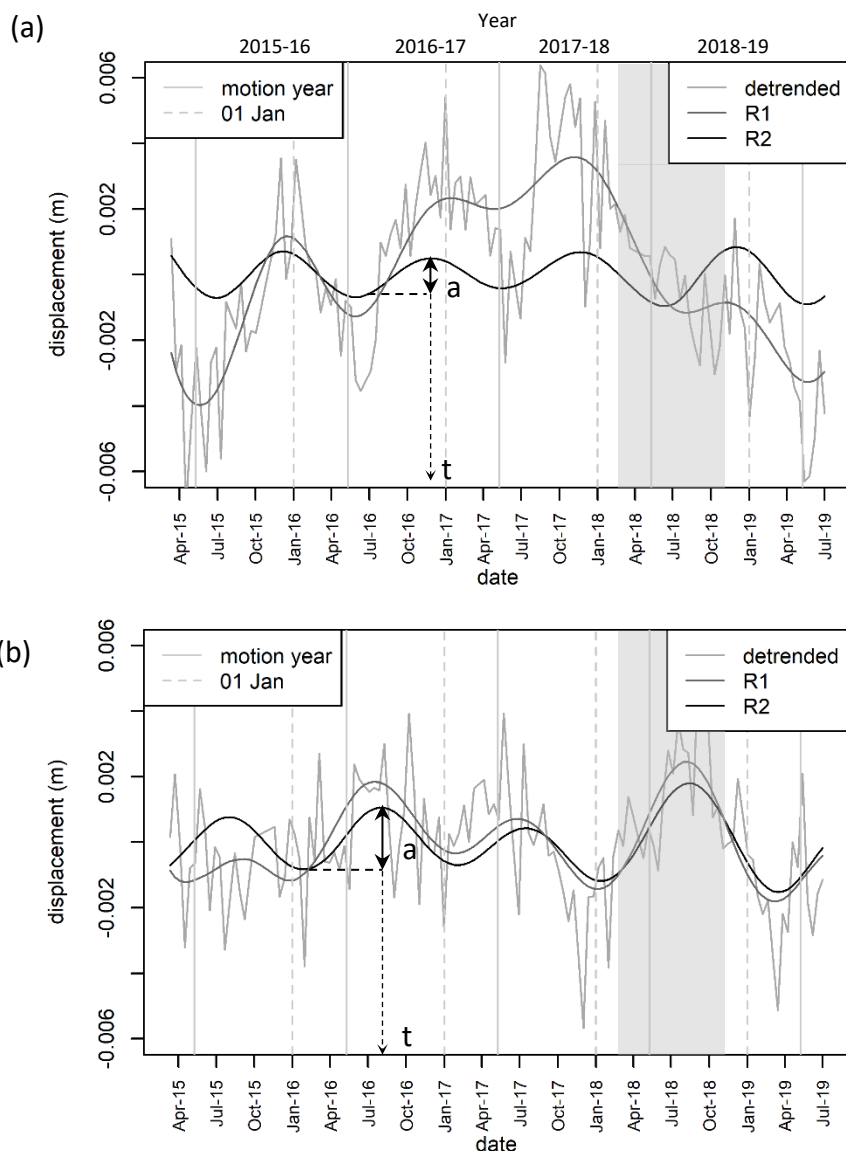 (a)
Year
2015-16 2016-17 2017-18 2018-19
motion year
01 Jan
detrended
R1
R2
displacement (m)
0.006
0.002
-0.002
-0.006
a
t
Apr-15 Jul-15 Oct-15 Jan-16 Apr-16 Jul-16 Oct-16 Jan-17 Apr-17 Jul-17 Oct-17 Jan-18 Apr-18 Jul-18 Oct-18 Jan-19 Apr-19 Jul-19
date
(b)
motion year
01 Jan
detrended
R1
R2
displacement (m)
0.006
0.002
-0.002
-0.006
a
t
Apr-15 Jul-15 Oct-15 Jan-16 Apr-16 Jul-16 Oct-16 Jan-17 Apr-17 Jul-17 Oct-17 Jan-18 Apr-18 Jul-18 Oct-18 Jan-19 Apr-19 Jul-19
date